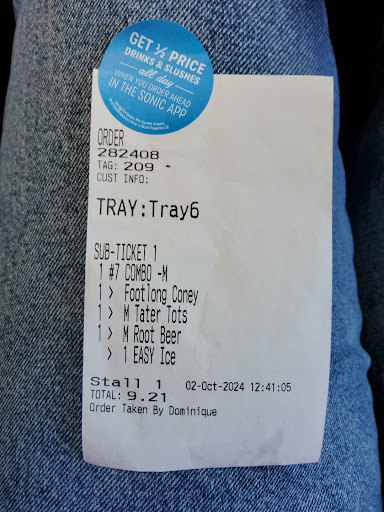 GET ½ PRICE
DRINKS & SLUSHES
all day
WHEN YOU ORDER AHEAD
IN THE SONIC APP
ORDER
282408
TAG: 209 -
CUST INFO:
TRAY:Tray6
SUB-TICKET 1
1 #7 COMBO -M
1 > Footlong Coney
1 > M Tater Tots
1 > M Root Beer
> 1 EASY Ice
Stall 1 02-Oct-2024 12:41:05
TOTAL: 9.21
Order Taken By Dominique